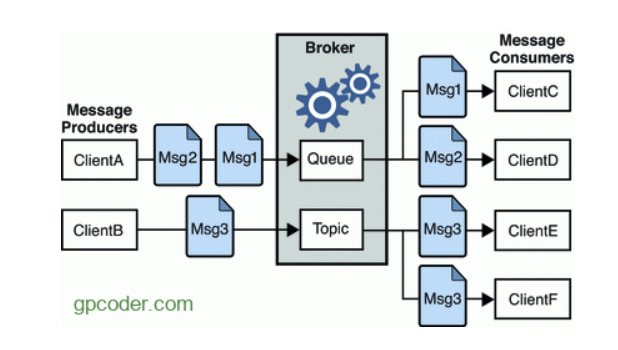 Broker
Message
Consumers
Msg1
ClientC
Message
Producers
ClientA
Msg2
Msg1
Queue
Msg2
ClientD
ClientB
Msg3
Topic
Msg3
ClientE
Msg3
ClientF
gpcoder.com